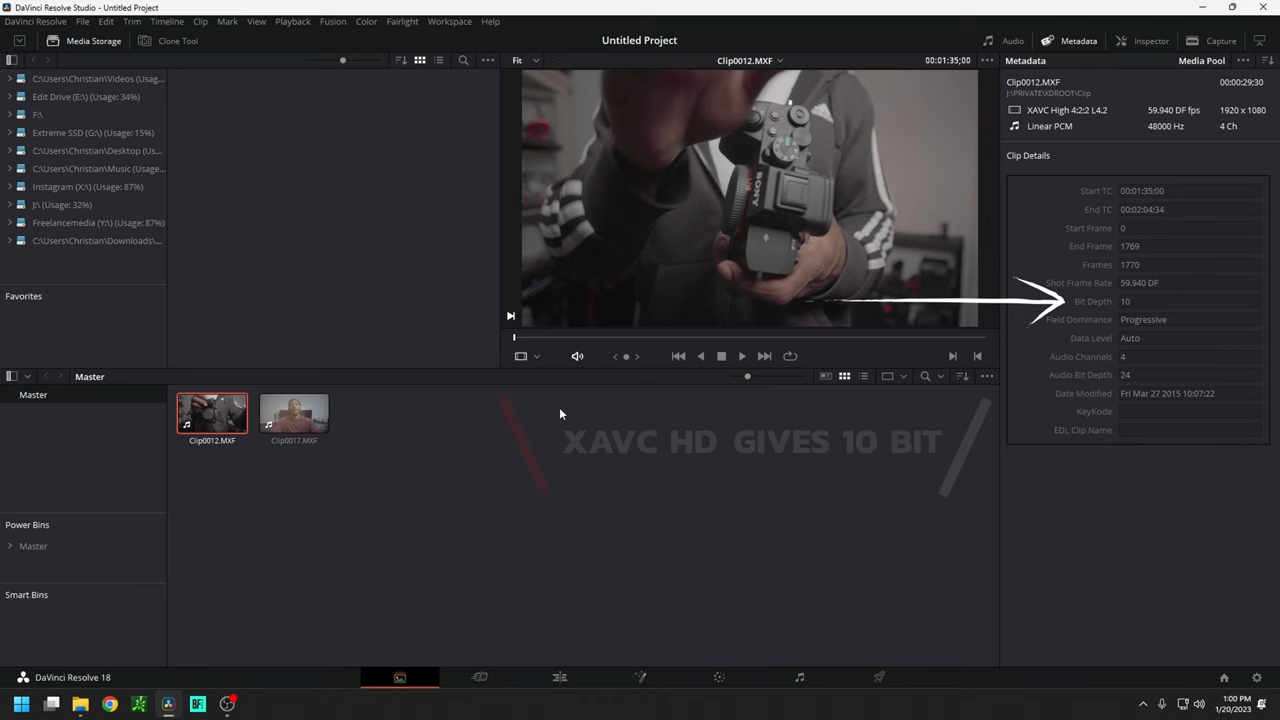 DaVinci Resolve Studio - Untitled Project
DaVinci Resolve File Edit Trim Timeline Clip Mark View Playback Fusion Color Fairlight Workspace Help
Media Storage Clone Tool Untitled Project Audio Metadata Inspector Capture
Fit Clip0012.MXF 00:01:35;00 Metadata Media Pool
C:\Users\Christian\Videos (Usag...
Edit Drive (E:\) (Usage: 34%)
F:\
Extreme SSD (G:\) (Usage: 15%)
C:\Users\Christian\Desktop (Us...
C:\Users\Christian\Music (Usage...
Instagram (X:\) (Usage: 87%)
J:\ (Usage: 32%)
Freelancemedia (Y:\) (Usage: 87%)
C:\Users\Christian\Downloads\...
Favorites
SONY
Clip0012.MXF 00:00:29:30
J:\PRIVATE\XDROOT\Clip
XAVC High 4:2:2 L4.2 59.940 DF fps 1920 x 1080
Linear PCM 48000 Hz 4 Ch
Clip Details
Start TC 00:01:35;00
End TC 00:02:04;34
Start Frame 0
End Frame 1769
Frames 1770
Shot Frame Rate 59.940 DF
Bit Depth 10
Field Dominance Progressive
Data Level Auto
Audio Channels 4
Audio Bit Depth 24
Date Modified Fri Mar 27 2015 10:07:22
KeyKode
EDL Clip Name
Master
Master
Clip0012.MXF Clip0017.MXF
XAVC HD GIVES 10 BIT
Power Bins
Master
Smart Bins
DaVinci Resolve 18
BF
1:00 PM
1/20/2023